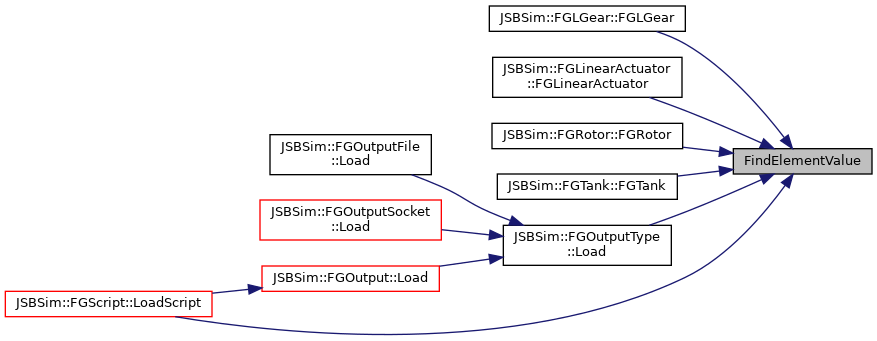 JSBSim::FGLGear::FGLGear
JSBSim::FGLinearActuator
::FGLinearActuator
JSBSim::FGRotor::FGRotor
FindElementValue
JSBSim::FGOutputFile
::Load
JSBSim::FGTank::FGTank
JSBSim::FGOutputSocket
::Load
JSBSim::FGOutputType
::Load
JSBSim::FGOutput::Load
JSBSim::FGScript::LoadScript